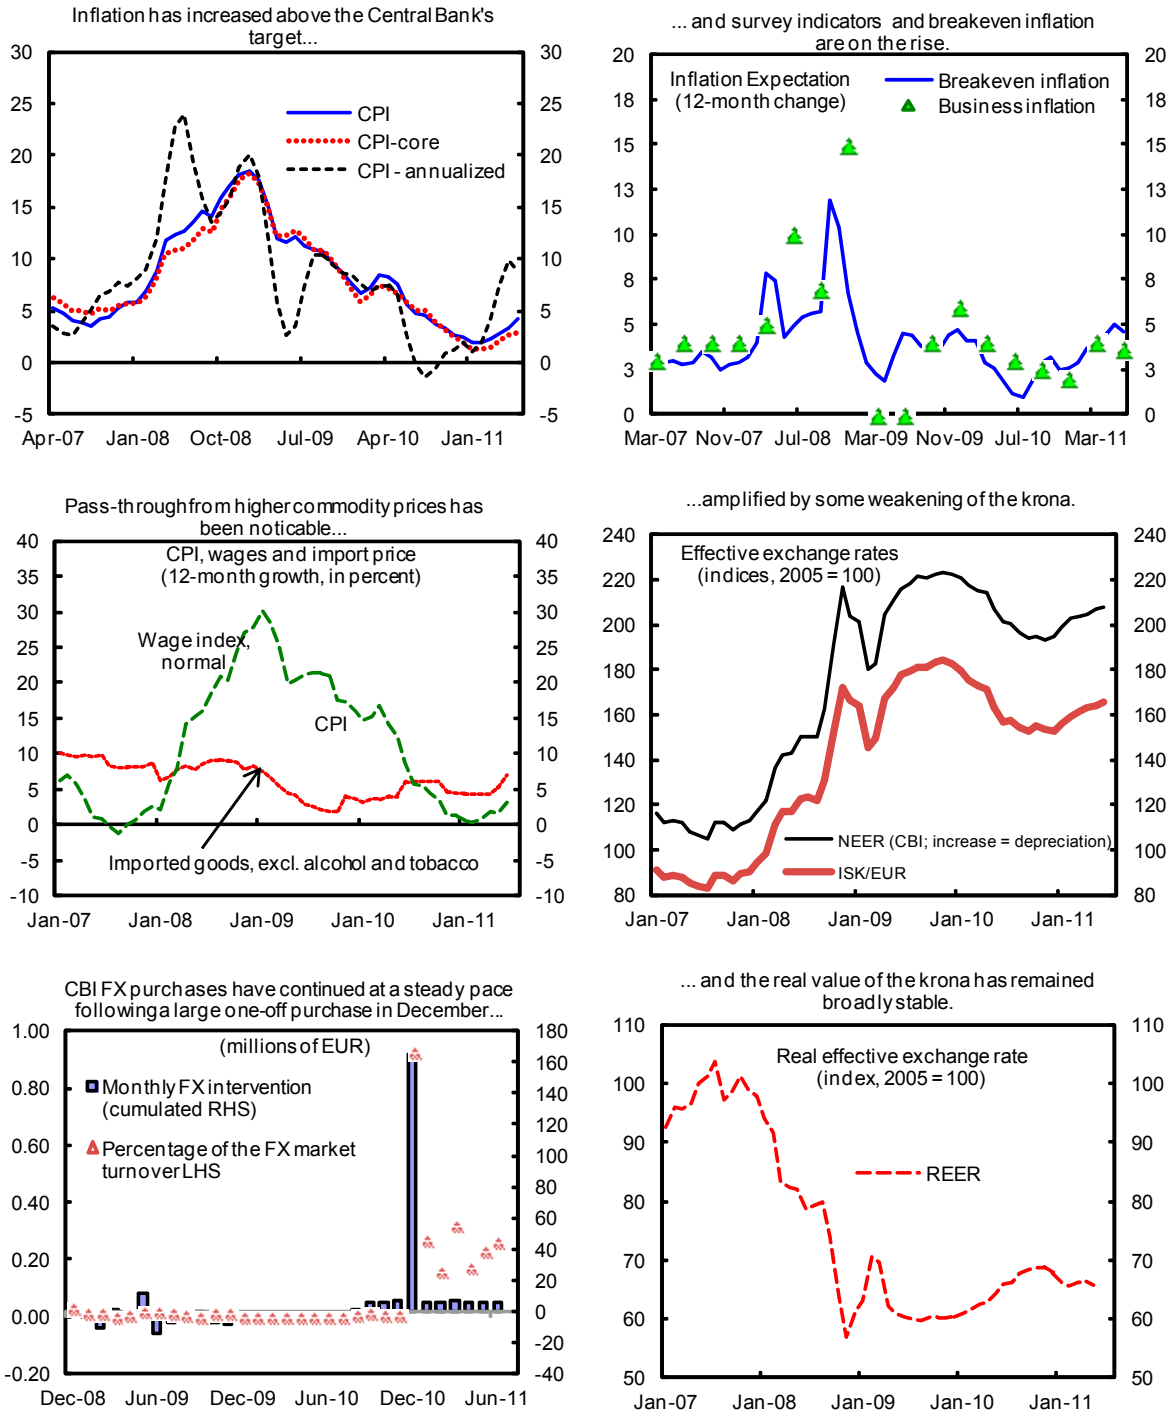 Inflation has increased above the Central Bank's
target...
30
25
20
15
10
5
0
-5
30
25
20
15
10
5
0
-5
CPI
CPI-core
CPI - annualized
Apr-07 Jan-08 Oct-08 Jul-09 Apr-10 Jan-11
... and survey indicators and breakeven inflation
are on the rise.
20
18
15
13
10
8
5
3
0
20
18
15
13
10
8
5
3
0
Inflation Expectation
(12-month change)
Breakeven inflation
Business inflation
Mar-07 Nov-07 Jul-08 Mar-09 Nov-09 Jul-10 Mar-11
Pass-through from higher commodity prices has
been noticable...
40
35
30
25
20
15
10
5
0
-5
-10
40
35
30
25
20
15
10
5
0
-5
-10
CPI, wages and import price
(12-month growth, in percent)
Wage index,
normal
CPI
Imported goods, excl. alcohol and tobacco
Jan-07 Jan-08 Jan-09 Jan-10 Jan-11
...amplified by some weakening of the krona.
240
220
200
180
160
140
120
100
80
240
220
200
180
160
140
120
100
80
Effective exchange rates
(indices, 2005 = 100)
NEER (CBI; increase = depreciation)
ISK/EUR
Jan-07 Jan-08 Jan-09 Jan-10 Jan-11
CBI FX purchases have continued at a steady pace
following a large one-off purchase in December...
1.00
0.80
0.60
0.40
0.20
0.00
-0.20
180
160
140
120
100
80
60
40
20
0
-20
-40
(millions of EUR)
Monthly FX intervention
(cumulated RHS)
Percentage of the FX market
turnover LHS
Dec-08 Jun-09 Dec-09 Jun-10 Dec-10 Jun-11
... and the real value of the krona has remained
broadly stable.
110
100
90
80
70
60
50
110
100
90
80
70
60
50
Real effective exchange rate
(index, 2005 = 100)
REER
Jan-07 Jan-08 Jan-09 Jan-10 Jan-11